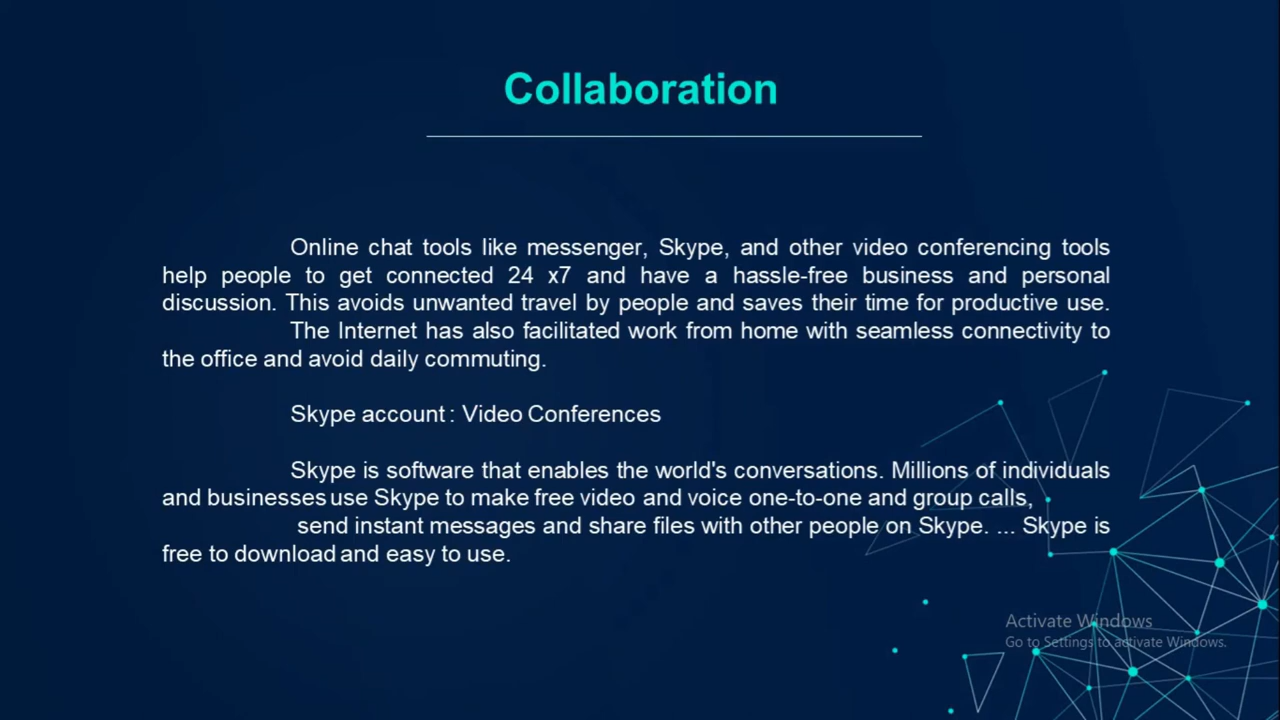 Collaboration
Online chat tools like messenger, Skype, and other video conferencing tools
help people to get connected 24 x7 and have a hassle-free business and personal
discussion. This avoids unwanted travel by people and saves their time for productive use.
The Internet has also facilitated work from home with seamless connectivity to
the office and avoid daily commuting.
Skype account : Video Conferences
Skype is software that enables the world's conversations. Millions of individuals
and businesses use Skype to make free video and voice one-to-one and group calls,
send instant messages and share files with other people on Skype. ... Skype is
free to download and easy to use.
Activate Windows
Go to Settings to activate Windows.